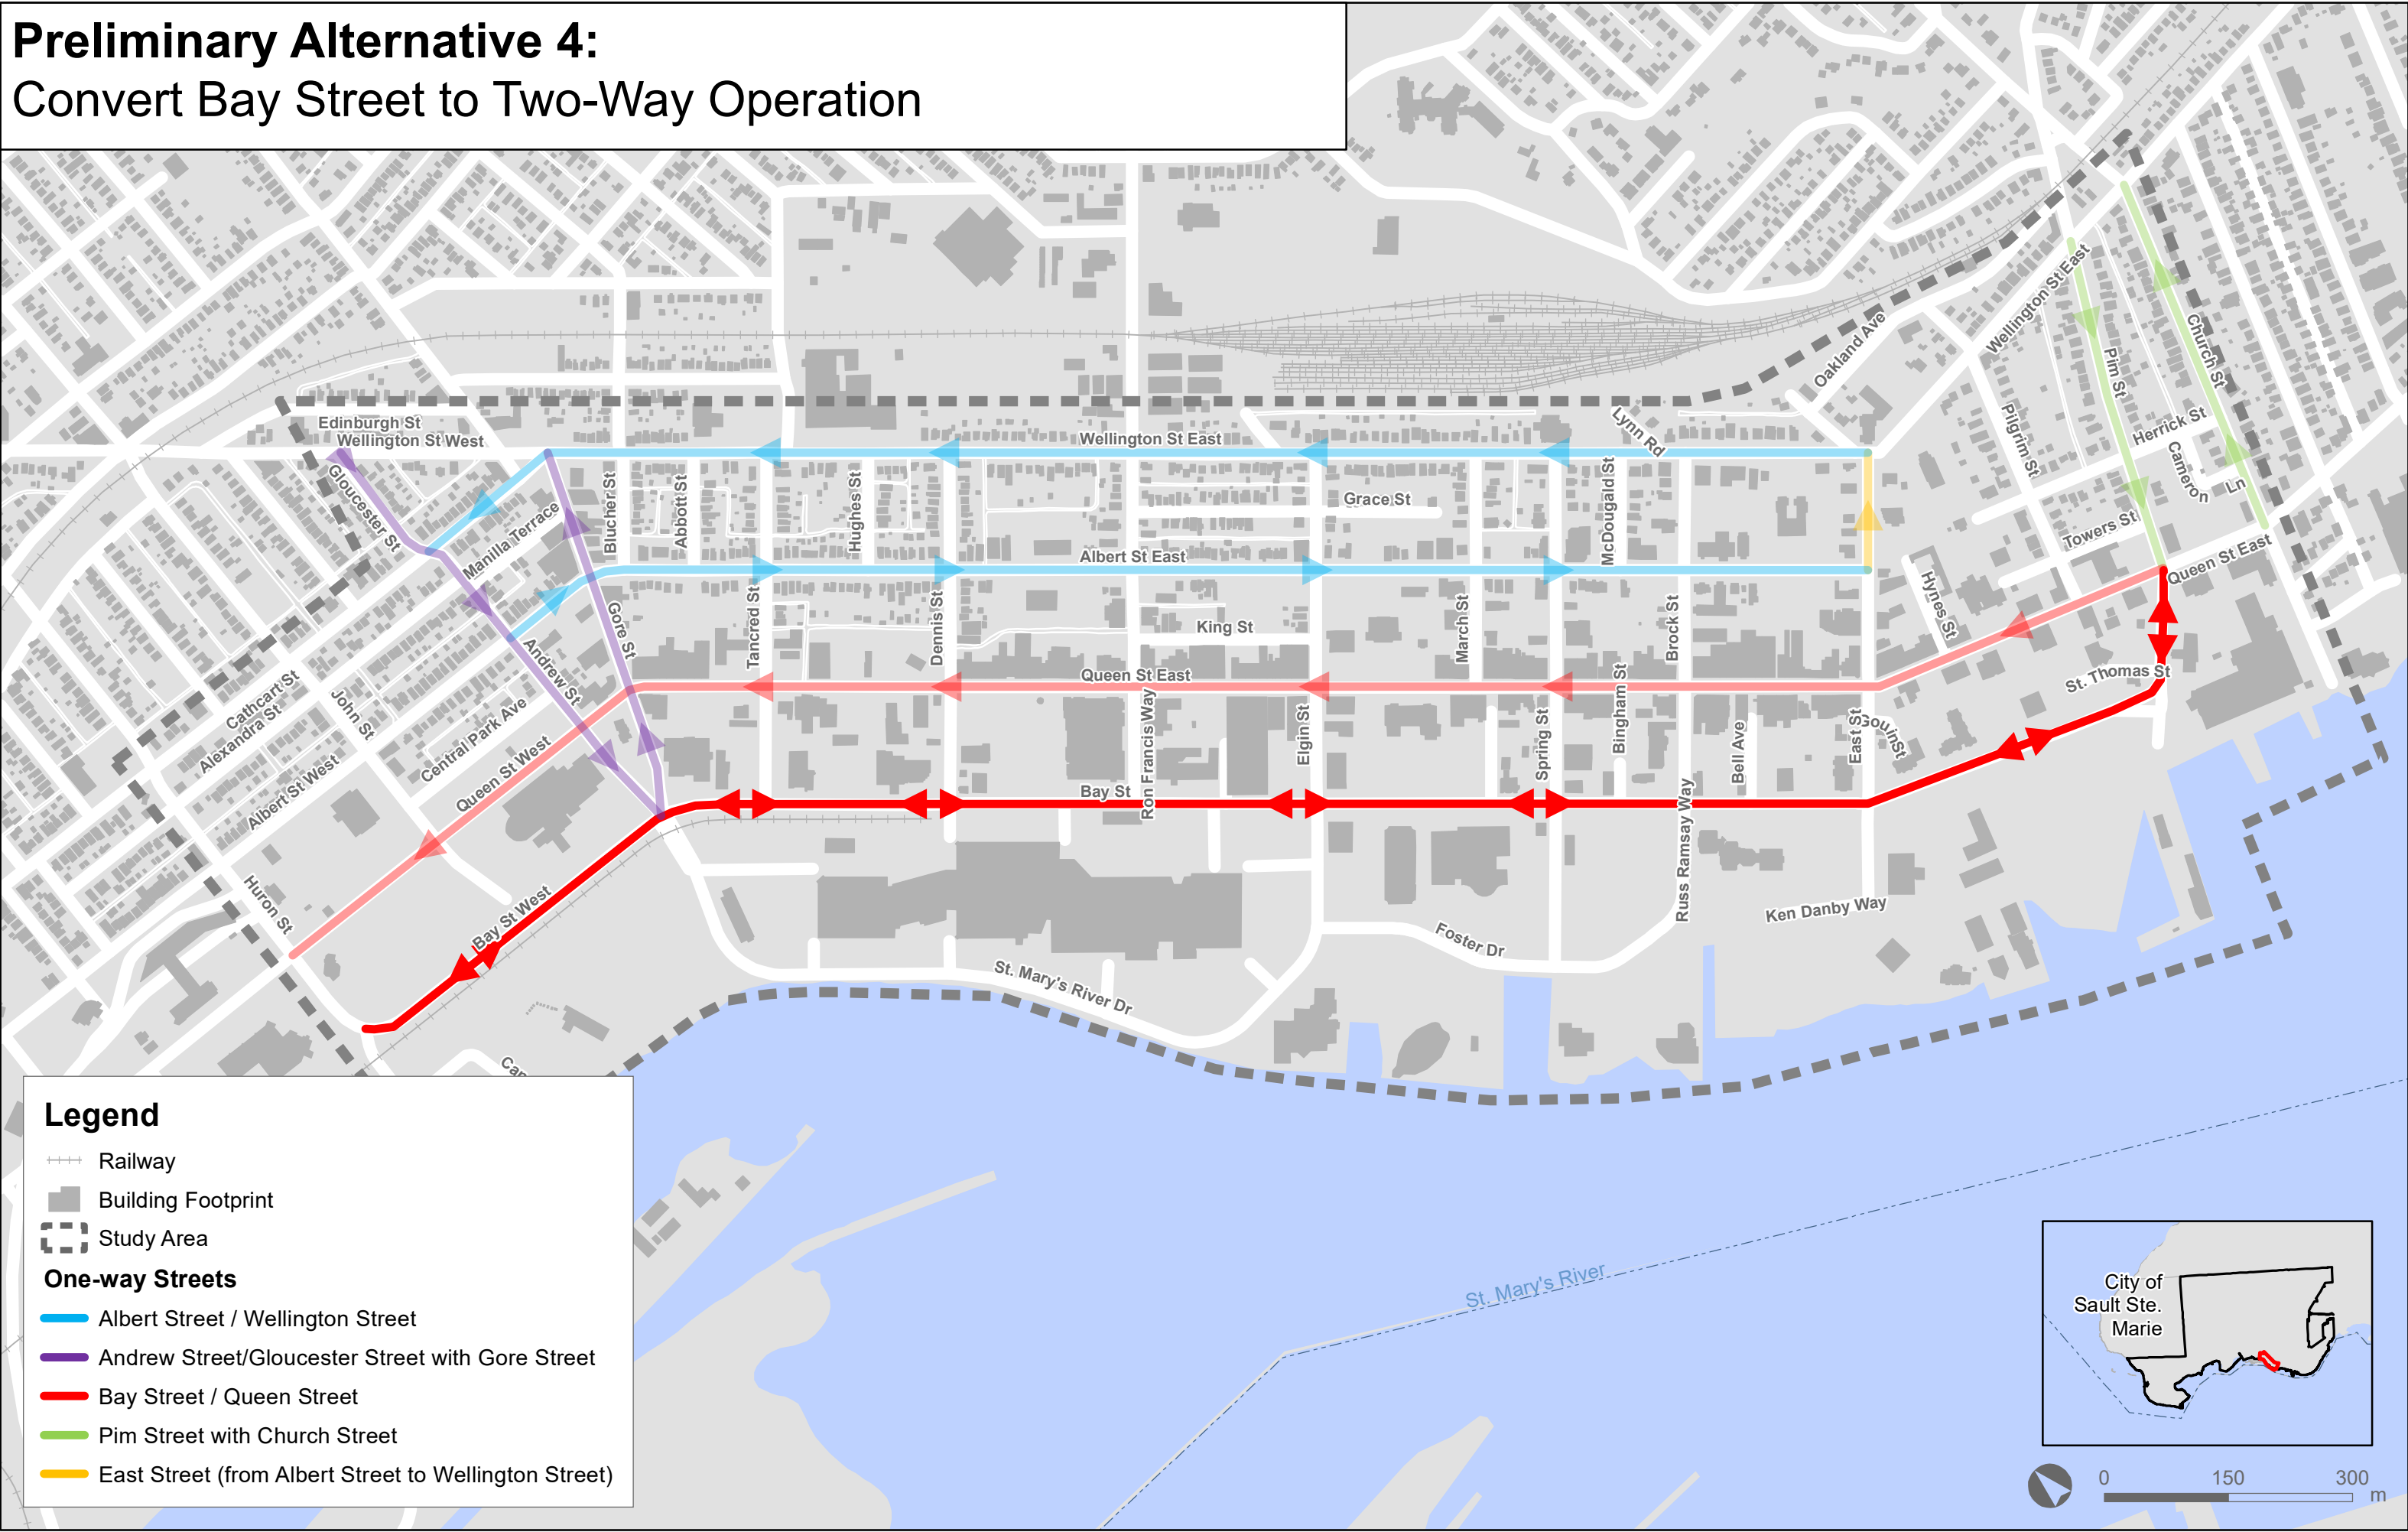 Preliminary Alternative 4:
Convert Bay Street to Two-Way Operation
Edinburgh St
Wellington St West
Wellington St East
Lynn Rd
Oakland Ave
Wellington St East
Pim St
Church St
Gloucester St
Manilla Terrace
Blucher St
Abbott St
Hughes St
Grace St
McDougald St
Pilgrim St
Herrick St
Cameron Ln
Albert St East
Towers St
Queen St East
Gore St
Tancred St
Dennis St
King St
March St
Brock St
Hynes St
Cathcart St
Alexandra St
John St
Andrew St
Central Park Ave
Queen St West
Albert St West
Queen St East
Ron Francis Way
Elgin St
Spring St
Bingham St
Bell Ave
East St
Gouin St
St. Thomas St
Bay St
Russ Ramsay Way
Huron St
Bay St West
Ken Danby Way
Foster Dr
St. Mary's River Dr
Can
St. Mary's River
Legend
Railway
Building Footprint
Study Area
One-way Streets
Albert Street / Wellington Street
Andrew Street/Gloucester Street with Gore Street
Bay Street / Queen Street
Pim Street with Church Street
East Street (from Albert Street to Wellington Street)
City of
Sault Ste.
Marie
0 150 300
m